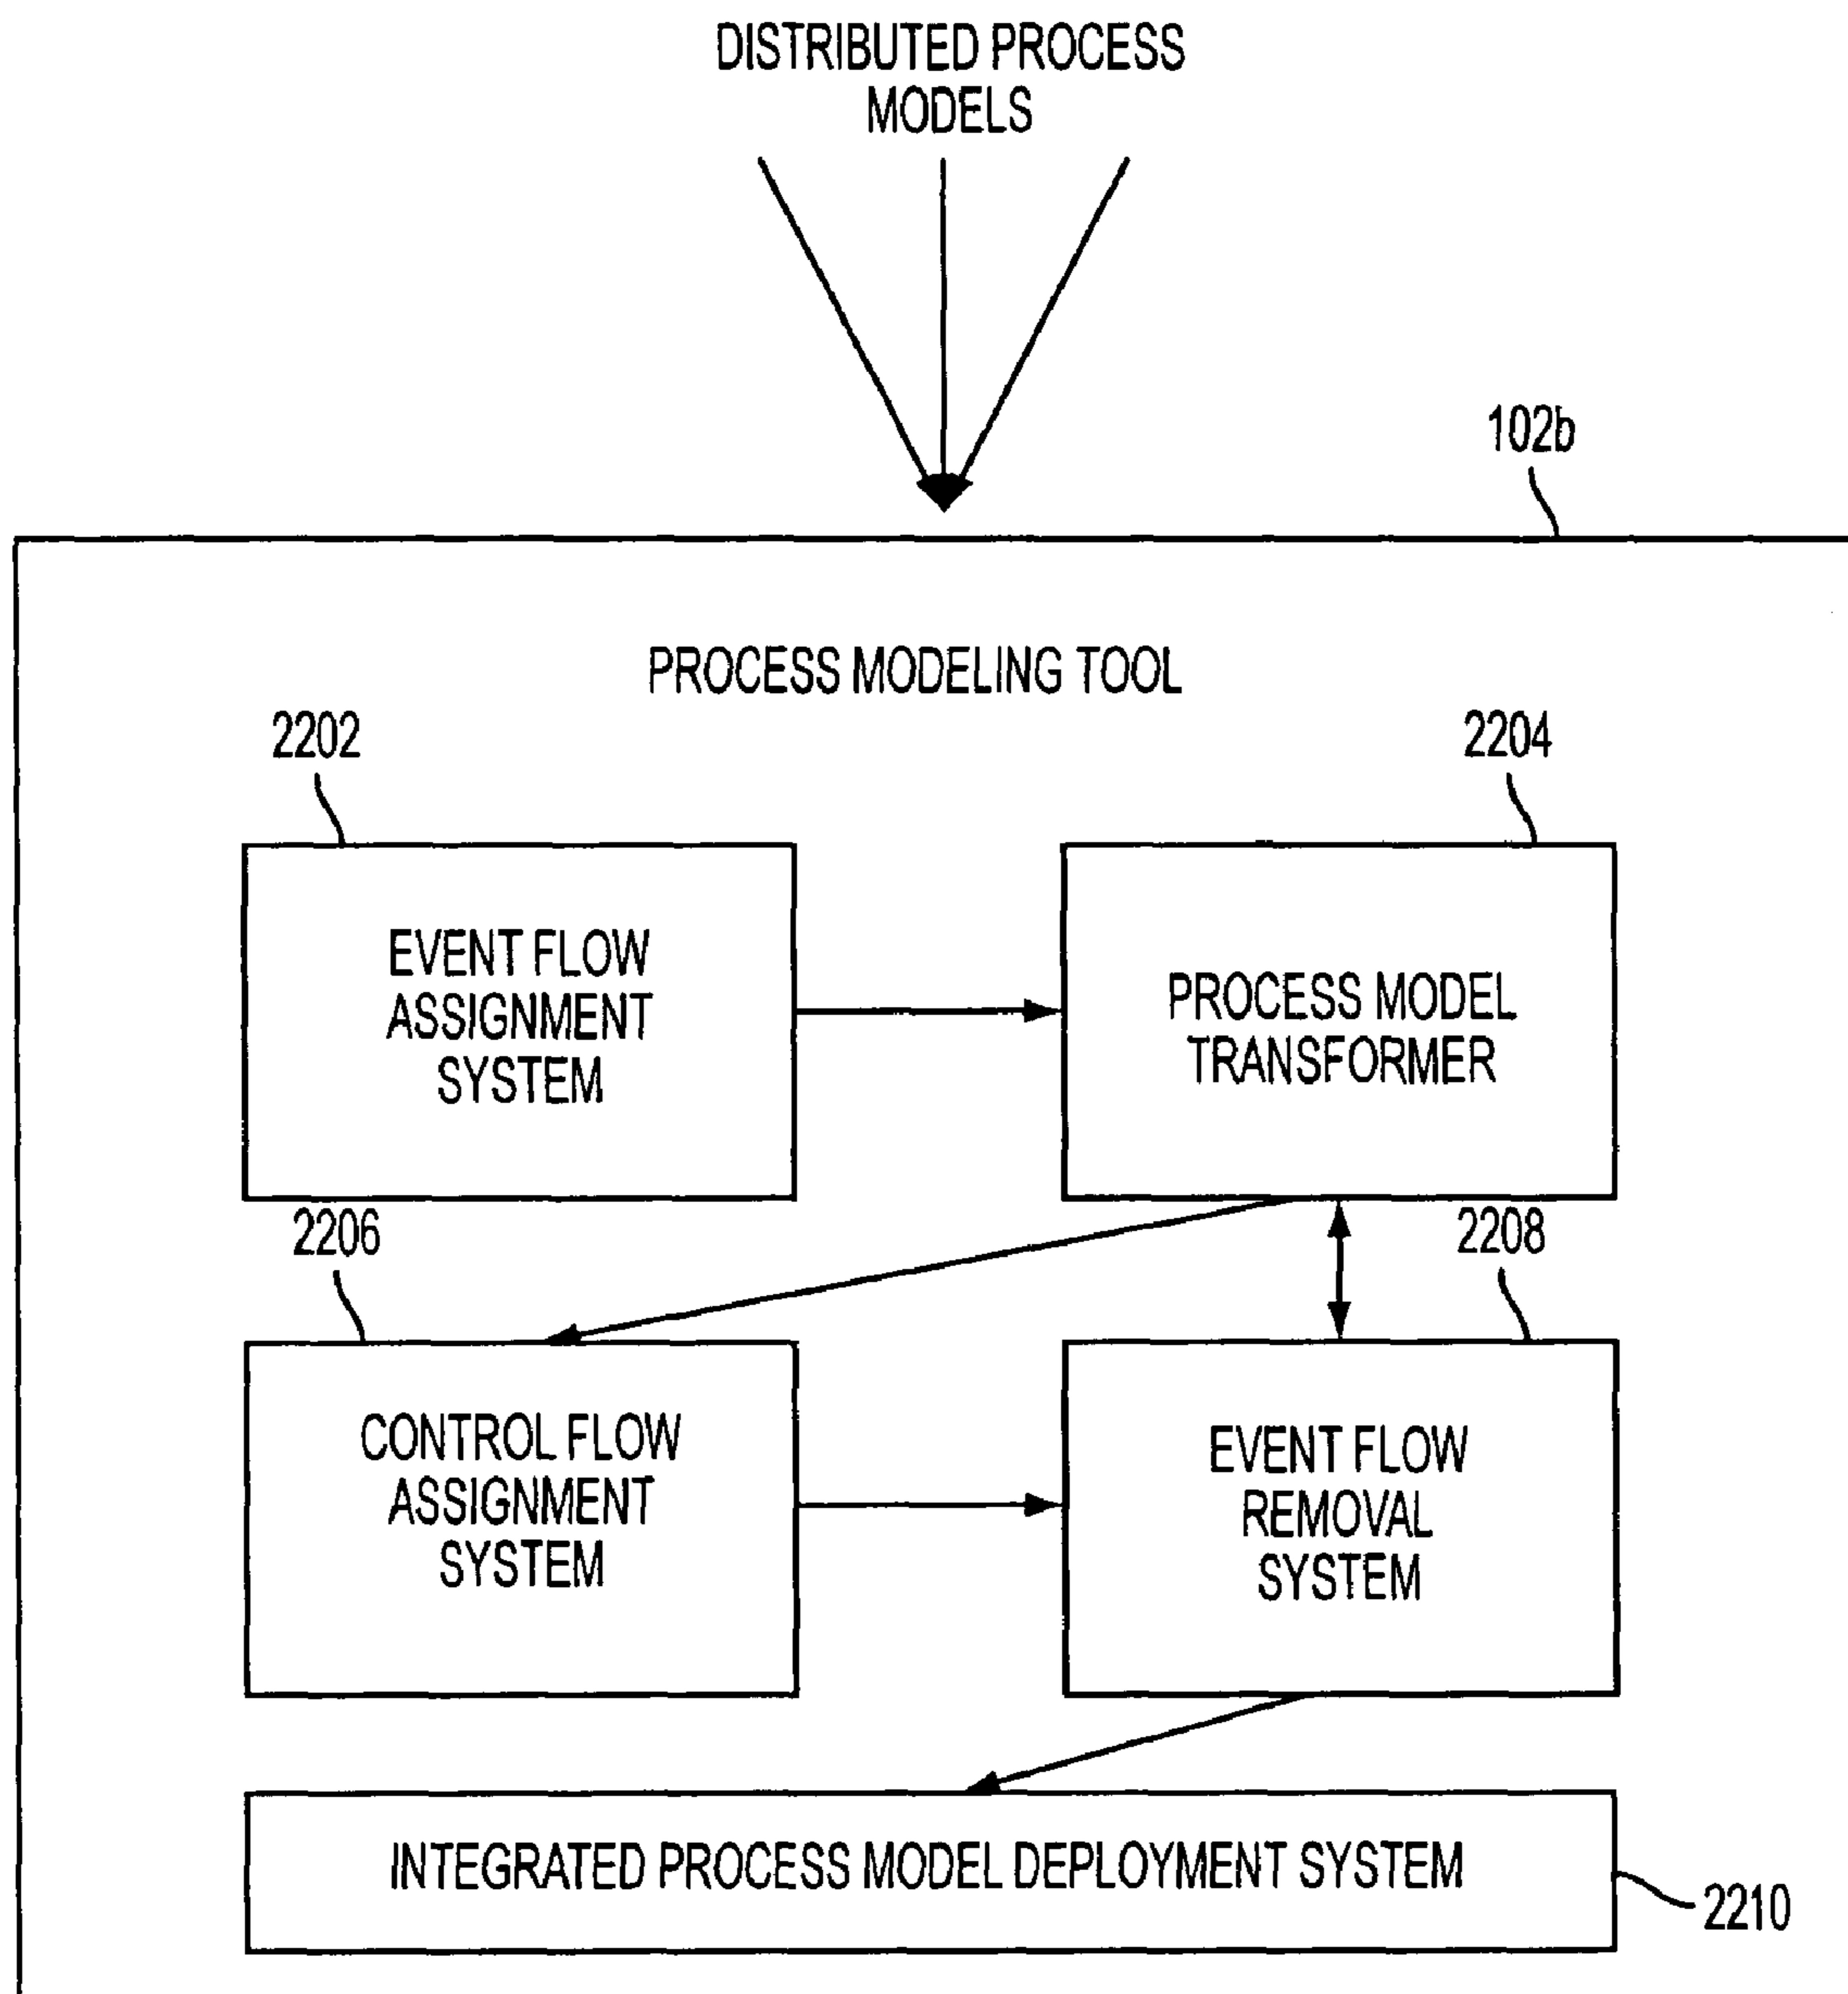 DISTRIBUTED PROCESS
MODELS
102b
PROCESS MODELING TOOL
2202
2204
EVENT FLOW
ASSIGNMENT
SYSTEM
PROCESS MODEL
TRANSFORMER
2206
2208
CONTROL FLOW
ASSIGNMENT
SYSTEM
EVENT FLOW
REMOVAL
SYSTEM
INTEGRATED PROCESS MODEL DEPLOYMENT SYSTEM
2210